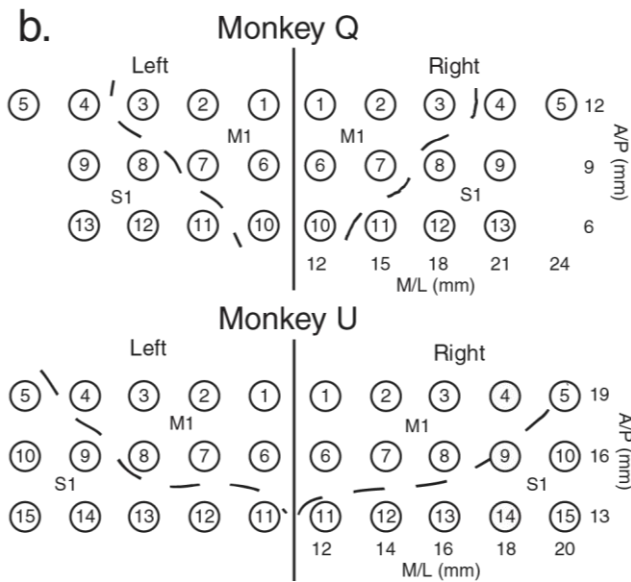 b.
Monkey Q
Left Right
5 4 3 2 1 1 2 3 4 5 12
M1 M1
9 8 7 6 6 7 8 9 9
S1 S1
13 12 11 10 10 11 12 13 6
A/P (mm)
12 15 18 21 24
M/L (mm)
Monkey U
Left Right
5 4 3 2 1 1 2 3 4 5 19
M1 M1
10 9 8 7 6 6 7 8 9 10 16
S1 S1
15 14 13 12 11 11 12 13 14 15 13
A/P (mm)
12 14 16 18 20
M/L (mm)